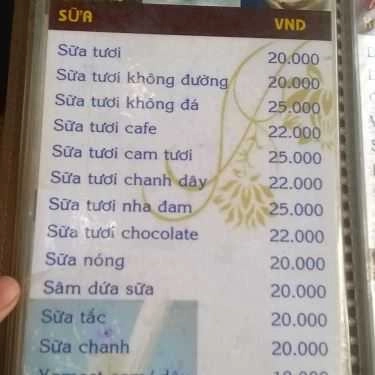 SỮA VND
Sữa tươi 20.000
Sữa tươi không đường 20.000
Sữa tươi không đá 25.000
Sữa tươi cafe 22.000
Sữa tươi cam tươi 25.000
Sữa tươi chanh dây 22.000
Sữa tươi nha đam 25.000
Sữa tươi chocolate 22.000
Sữa nóng 20.000
Sâm dứa sữa 20.000
Sữa tắc 20.000
Sữa chanh 20.000